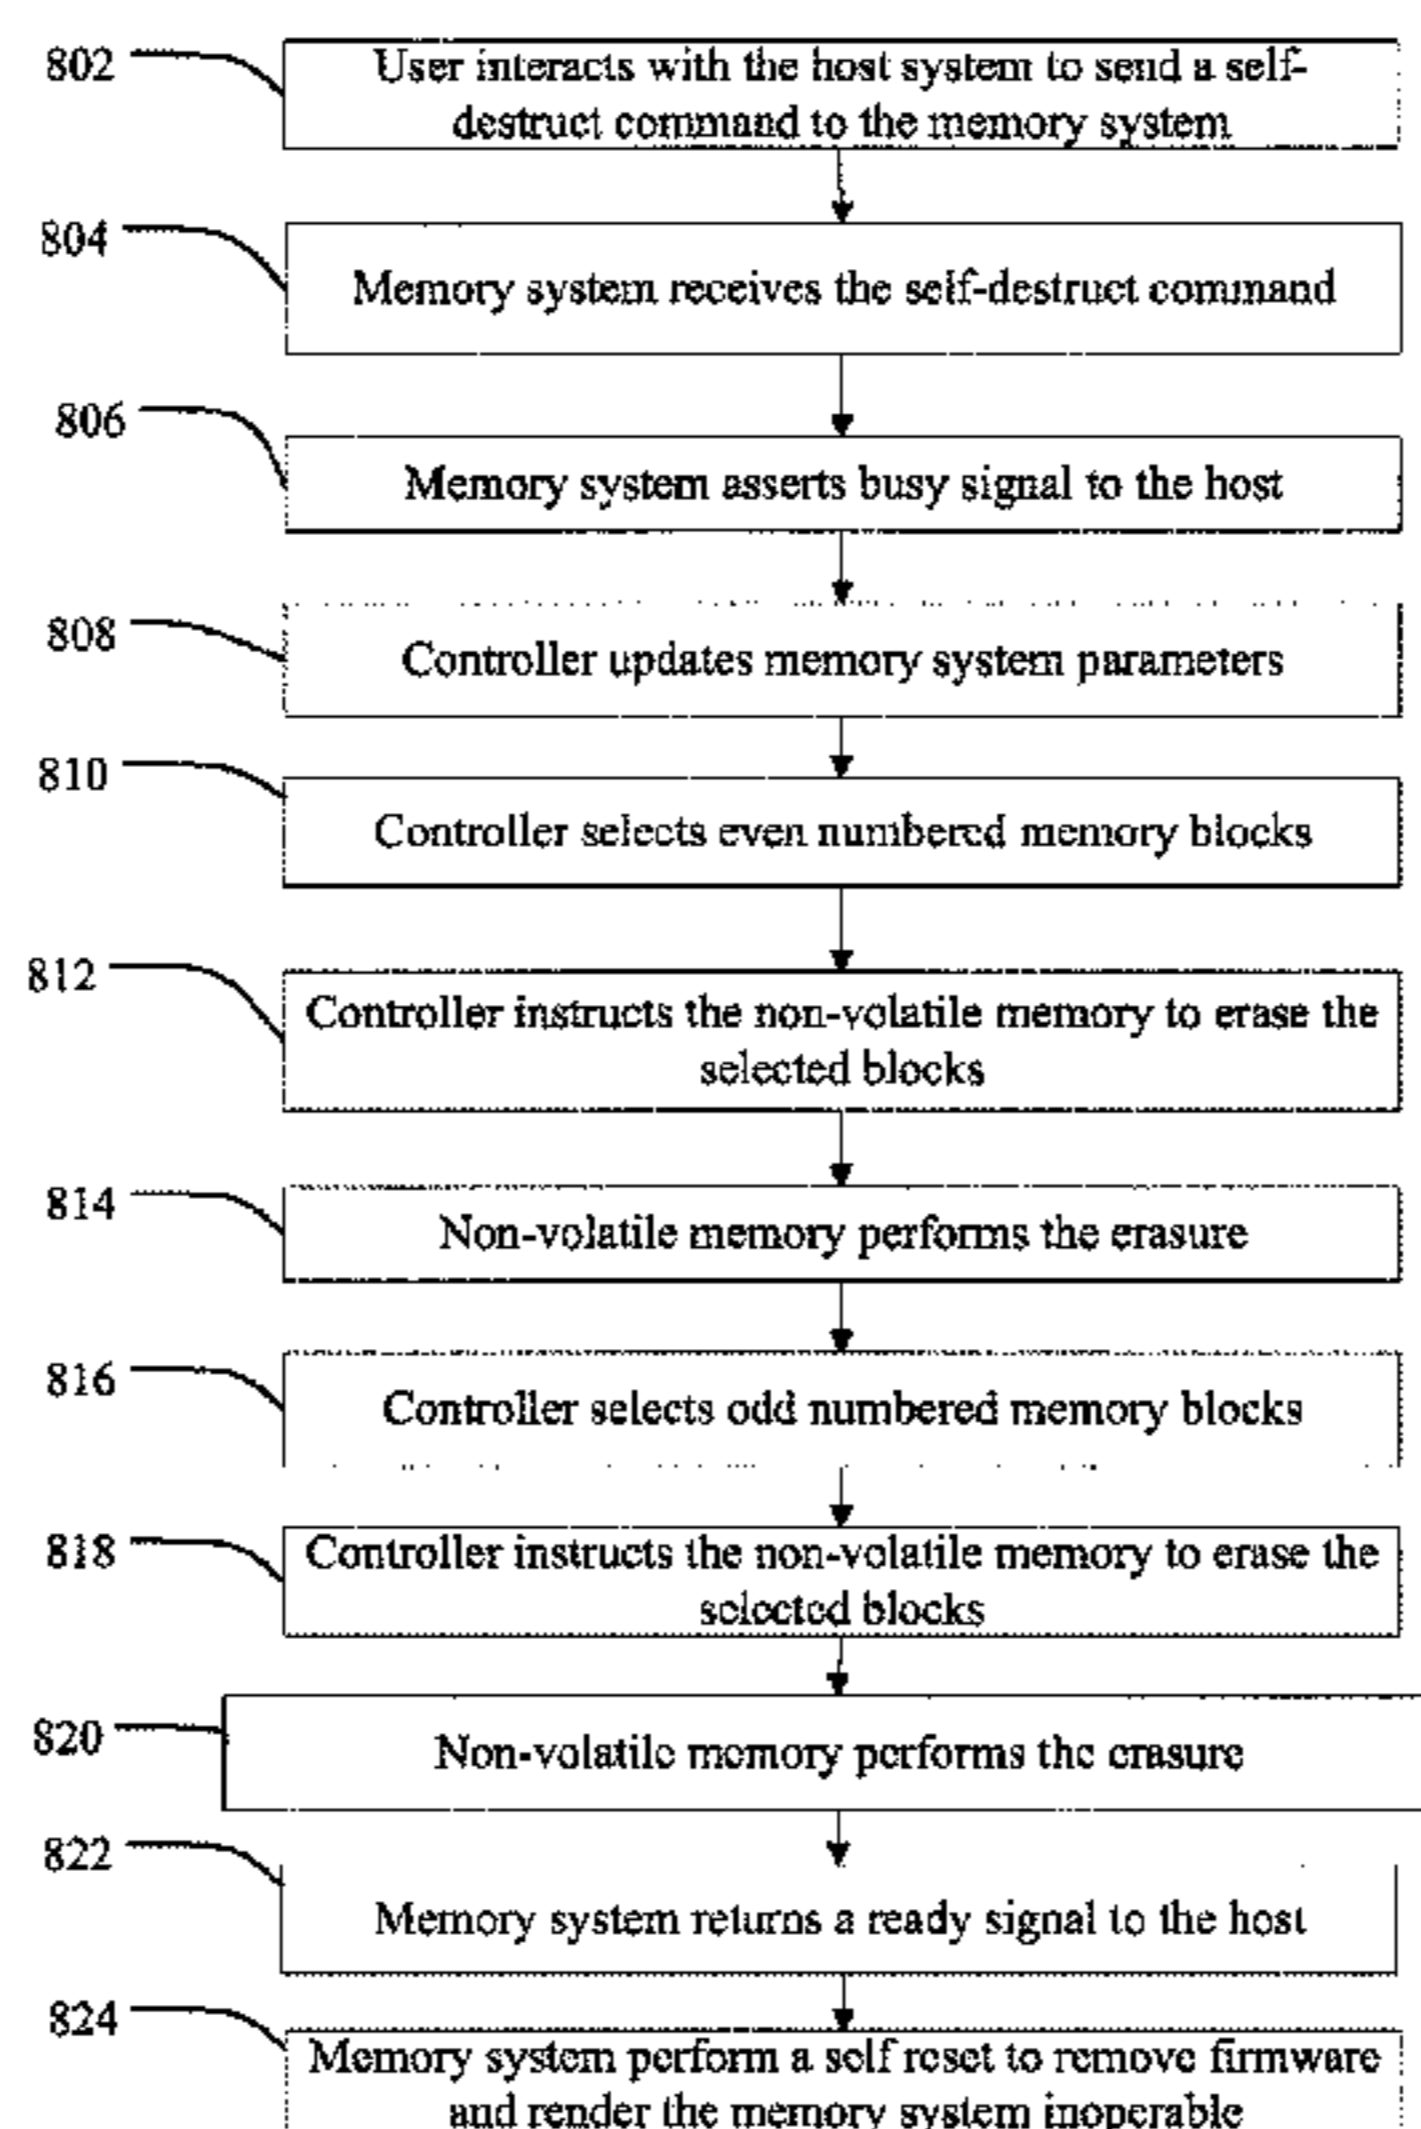 802
User interacts with the host system to send a self-
destruct command to the memory system
804
Memory system receives the self-destruct command
806
Memory system asserts busy signal to the host
808
Controller updates memory system parameters
810
Controller selects even numbered memory blocks
812
Controller instructs the non-volatile memory to erase the
selected blocks
814
Non-volatile memory performs the erasure
816
Controller selects odd numbered memory blocks
818
Controller instructs the non-volatile memory to erase the
selected blocks
820
Non-volatile memory performs the erasure
822
Memory system returns a ready signal to the host
824
Memory system perform a self reset to remove firmware
and render the memory system inoperable